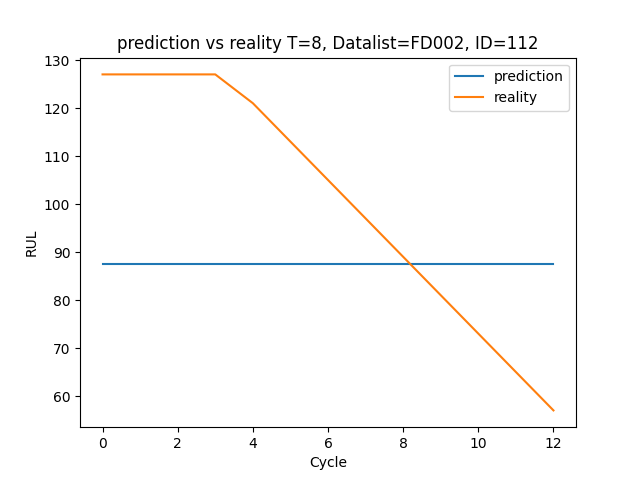 prediction vs reality T=8, Datalist=FD002, ID=112
prediction
reality
RUL
130
120
110
100
90
80
70
60
0 2 4 6 8 10 12
Cycle